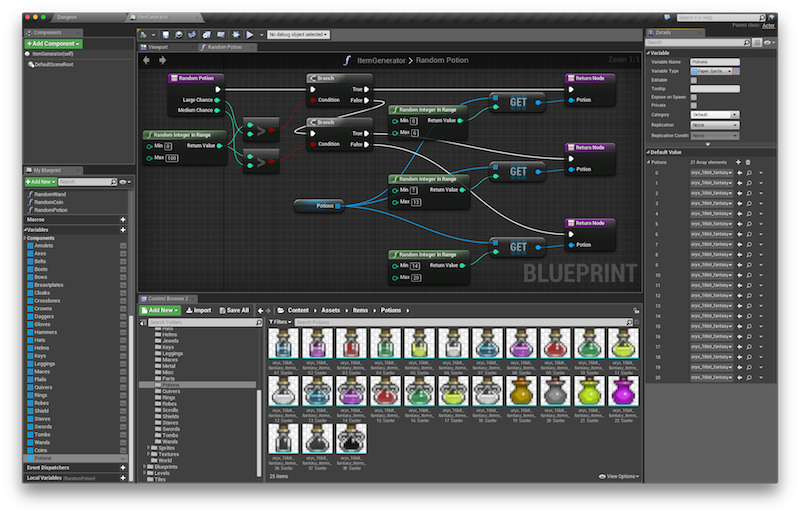 Dungeon
ItemGenerator
Search For Help
Parent class: Actor
Components
+Add Component
ItemGenerator(self)
DefaultSceneRoot
No debug object selected
Viewport
Random Potion
ItemGenerator > Random Potion
Zoom 1:1
Random Potion
Large Chance
Medium Chance
Branch
True
Condition
False
Branch
True
Condition
False
Random Integer in Range
Min 0
Return Value
Max 100
Random Integer in Range
Min 0
Return Value
Max 6
GET
Return Node
Potion
Random Integer in Range
Min 7
Return Value
Max 13
GET
Return Node
Potion
Potions
Random Integer in Range
Min 14
Return Value
Max 20
GET
Return Node
Potion
BLUEPRINT
My Blueprint
+Add New
Search
RandomWand
RandomCoin
RandomPotion
Macros
Variables
Components
Amulets
Axes
Belts
Boots
Bows
Breastplates
Cloaks
Crossbows
Crowns
Daggers
Gloves
Hammers
Hats
Helms
Keys
Leggings
Maces
Flails
Quivers
Rings
Robes
Shield
Staves
Swords
Tombs
Wands
Coins
Potions
Event Dispatchers
Local Variables (RandomPotion)
Content Browser 2
Add New
Import
Save All
Content
Assets
Items
Potions
Search Folders
Filters
Search Potions
Hats
Helms
Jewels
Keys
Leggings
Maces
Metal
Misc
Parts
Potions
Quivers
Rings
Robes
Scrolls
Shields
Staves
Swords
Tombs
Wands
Sprites
Textures
World
Blueprints
Levels
Tiles
25 items
View Options
Details
Search
Variable
Variable Name
Potions
Variable Type
Paper Sprite
Editable
Tooltip
Expose on Spawn
Private
Category
Default
Replication
None
Replication Condition
None
Default Value
Potions
21 Array elements
0
1
2
3
4
5
6
7
8
9
10
11
12
13
14
15
16
17
18
19
20